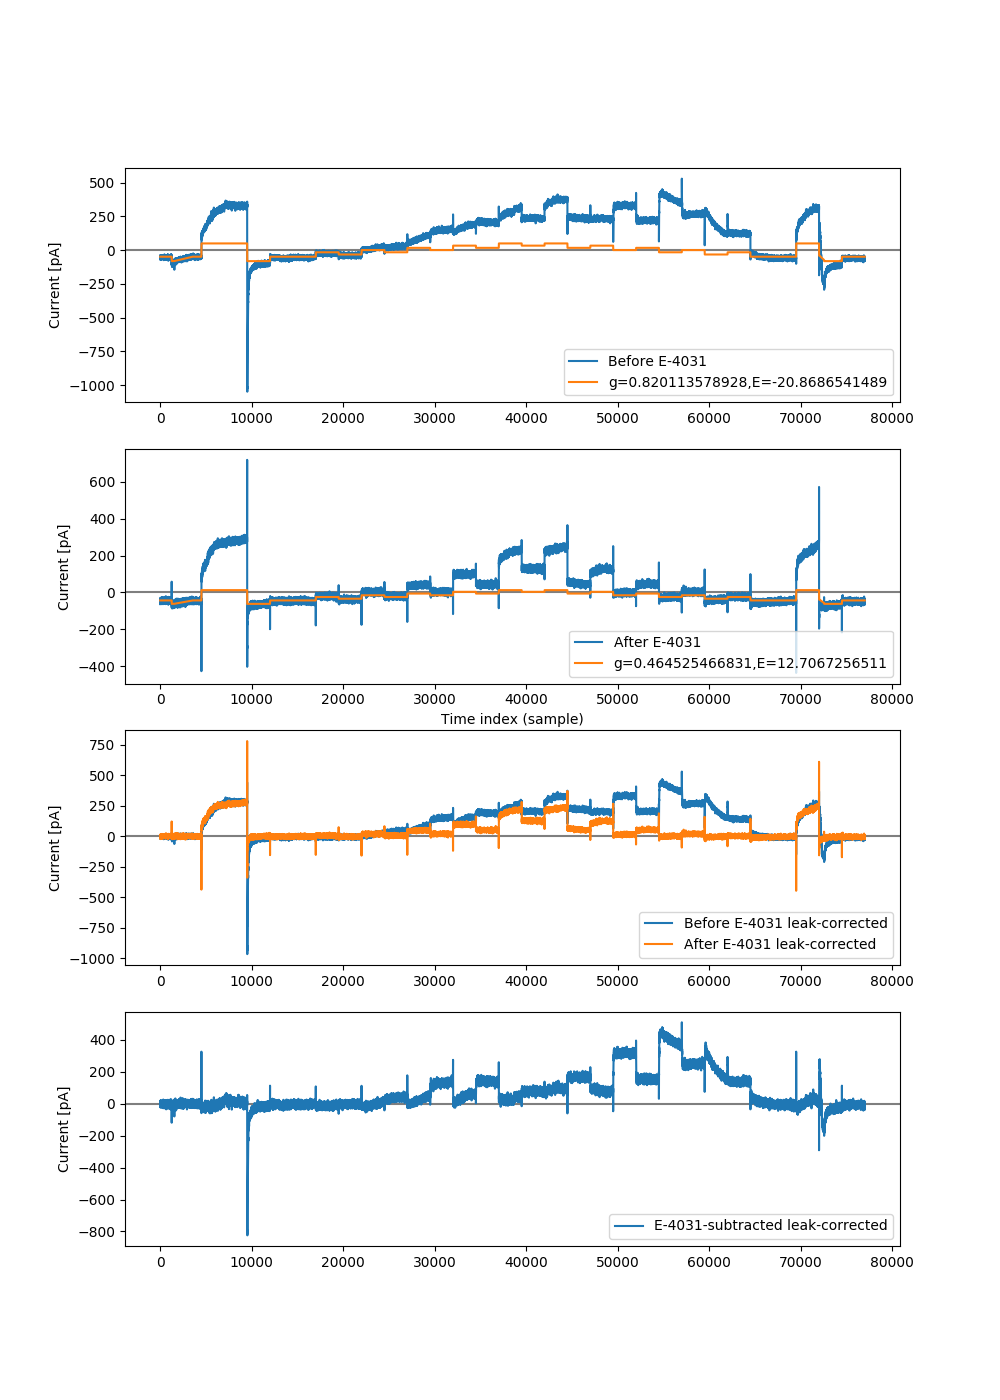 500
250
0
−250
−500
−750
−1000
Current [pA]
Before E-4031
g=0.820113578928,E=-20.8686541489
0 10000 20000 30000 40000 50000 60000 70000 80000
600
400
200
0
−200
−400
Current [pA]
After E-4031
g=0.464525466831,E=12.7067256511
0 10000 20000 30000 40000 50000 60000 70000 80000
Time index (sample)
750
500
250
0
−250
−500
−750
−1000
Current [pA]
Before E-4031 leak-corrected
After E-4031 leak-corrected
0 10000 20000 30000 40000 50000 60000 70000 80000
400
200
0
−200
−400
−600
−800
Current [pA]
E-4031-subtracted leak-corrected
0 10000 20000 30000 40000 50000 60000 70000 80000